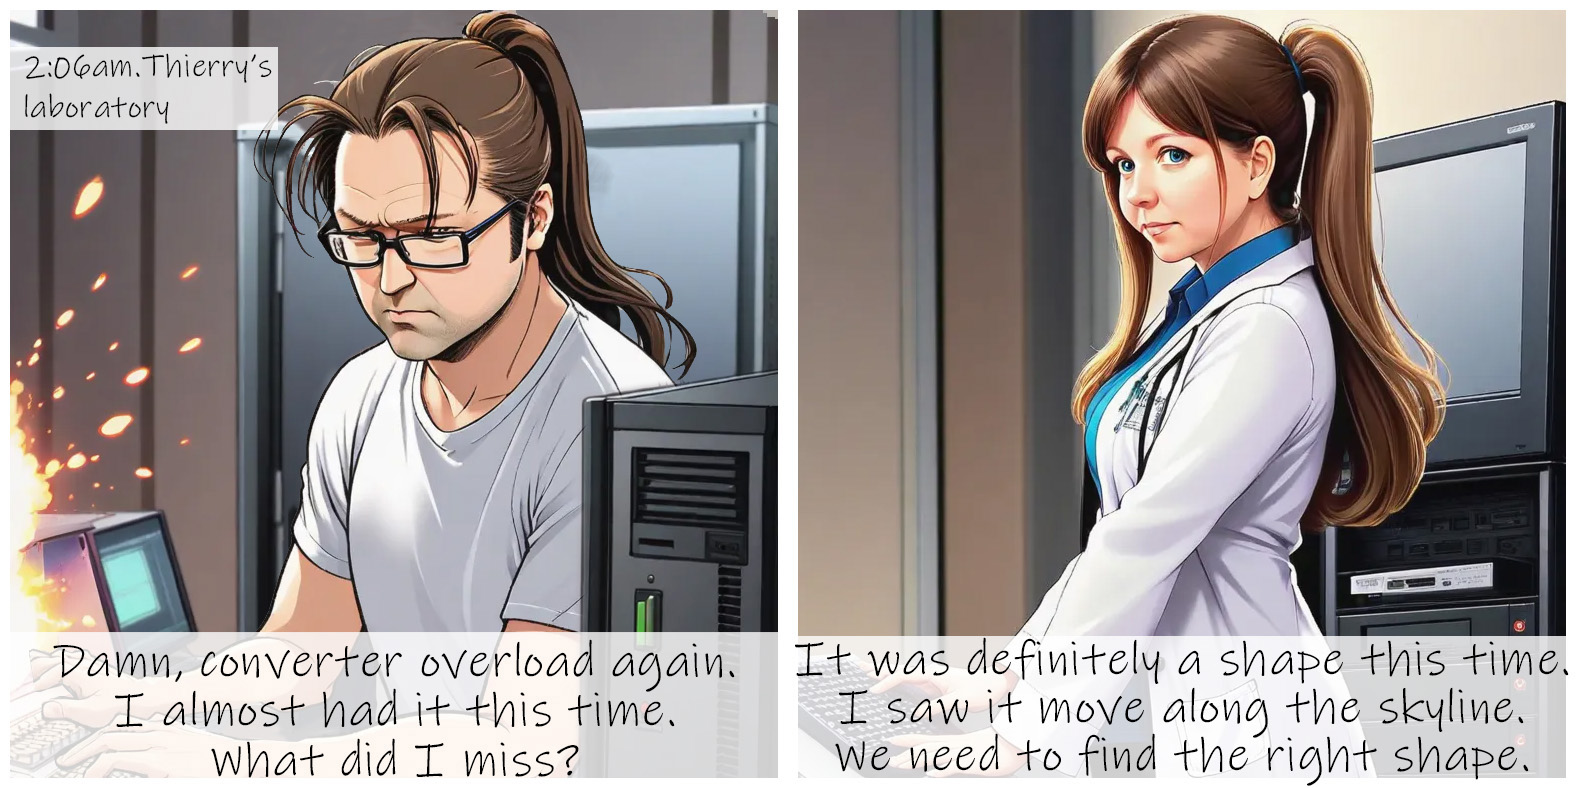 2:06am.Thierry's
laboratory
Damn, converter overload again.
I almost had it this time.
What did I miss?
It was definitely a shape this time.
I saw it move along the skyline.
We need to find the right shape.